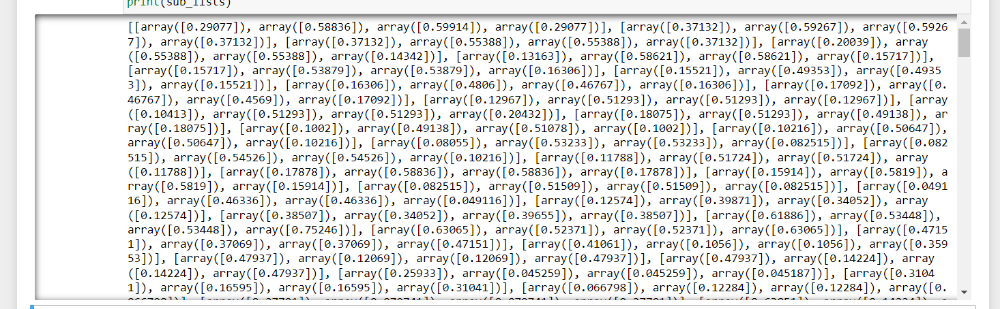 print(sub_lists)
[[array([0.29077]), array([0.58836]), array([0.59914]), array([0.29077])], [array([0.37132]), array([0.59267]), array([0.5926
7]), array([0.37132])], [array([0.37132]), array([0.55388]), array([0.55388]), array([0.37132])], [array([0.20039]), array
([0.55388]), array([0.55388]), array([0.14342])], [array([0.13163]), array([0.58621]), array([0.58621]), array([0.15717])],
[array([0.15717]), array([0.53879]), array([0.53879]), array([0.16306])], [array([0.15521]), array([0.49353]), array([0.4935
3]), array([0.15521])], [array([0.16306]), array([0.4806]), array([0.46767]), array([0.16306])], [array([0.17092]), array([0.
46767]), array([0.4569]), array([0.17092])], [array([0.12967]), array([0.51293]), array([0.51293]), array([0.12967])], [array
([0.10413]), array([0.51293]), array([0.51293]), array([0.20432])], [array([0.18075]), array([0.51293]), array([0.49138]), ar
ray([0.18075])], [array([0.1002]), array([0.49138]), array([0.51078]), array([0.1002])], [array([0.10216]), array([0.50647]),
array([0.50647]), array([0.10216])], [array([0.08055]), array([0.53233]), array([0.53233]), array([0.082515])], [array([0.082
515]), array([0.54526]), array([0.54526]), array([0.10216])], [array([0.11788]), array([0.51724]), array([0.51724]), array
([0.11788])], [array([0.17878]), array([0.58836]), array([0.58836]), array([0.17878])], [array([0.15914]), array([0.5819]), a
rray([0.5819]), array([0.15914])], [array([0.082515]), array([0.51509]), array([0.51509]), array([0.082515])], [array([0.0491
16]), array([0.46336]), array([0.46336]), array([0.049116])], [array([0.12574]), array([0.39871]), array([0.34052]), array
([0.12574])], [array([0.38507]), array([0.34052]), array([0.39655]), array([0.38507])], [array([0.61886]), array([0.53448]),
array([0.53448]), array([0.75246])], [array([0.63065]), array([0.52371]), array([0.52371]), array([0.63065])], [array([0.4715
1]), array([0.37069]), array([0.37069]), array([0.47151])], [array([0.41061]), array([0.1056]), array([0.1056]), array([0.359
53])], [array([0.47937]), array([0.12069]), array([0.12069]), array([0.47937])], [array([0.47937]), array([0.14224]), array
([0.14224]), array([0.47937])], [array([0.25933]), array([0.045259]), array([0.045259]), array([0.045187])], [array([0.3104
1]), array([0.16595]), array([0.16595]), array([0.31041])], [array([0.066798]), array([0.12284]), array([0.12284]), array([0.